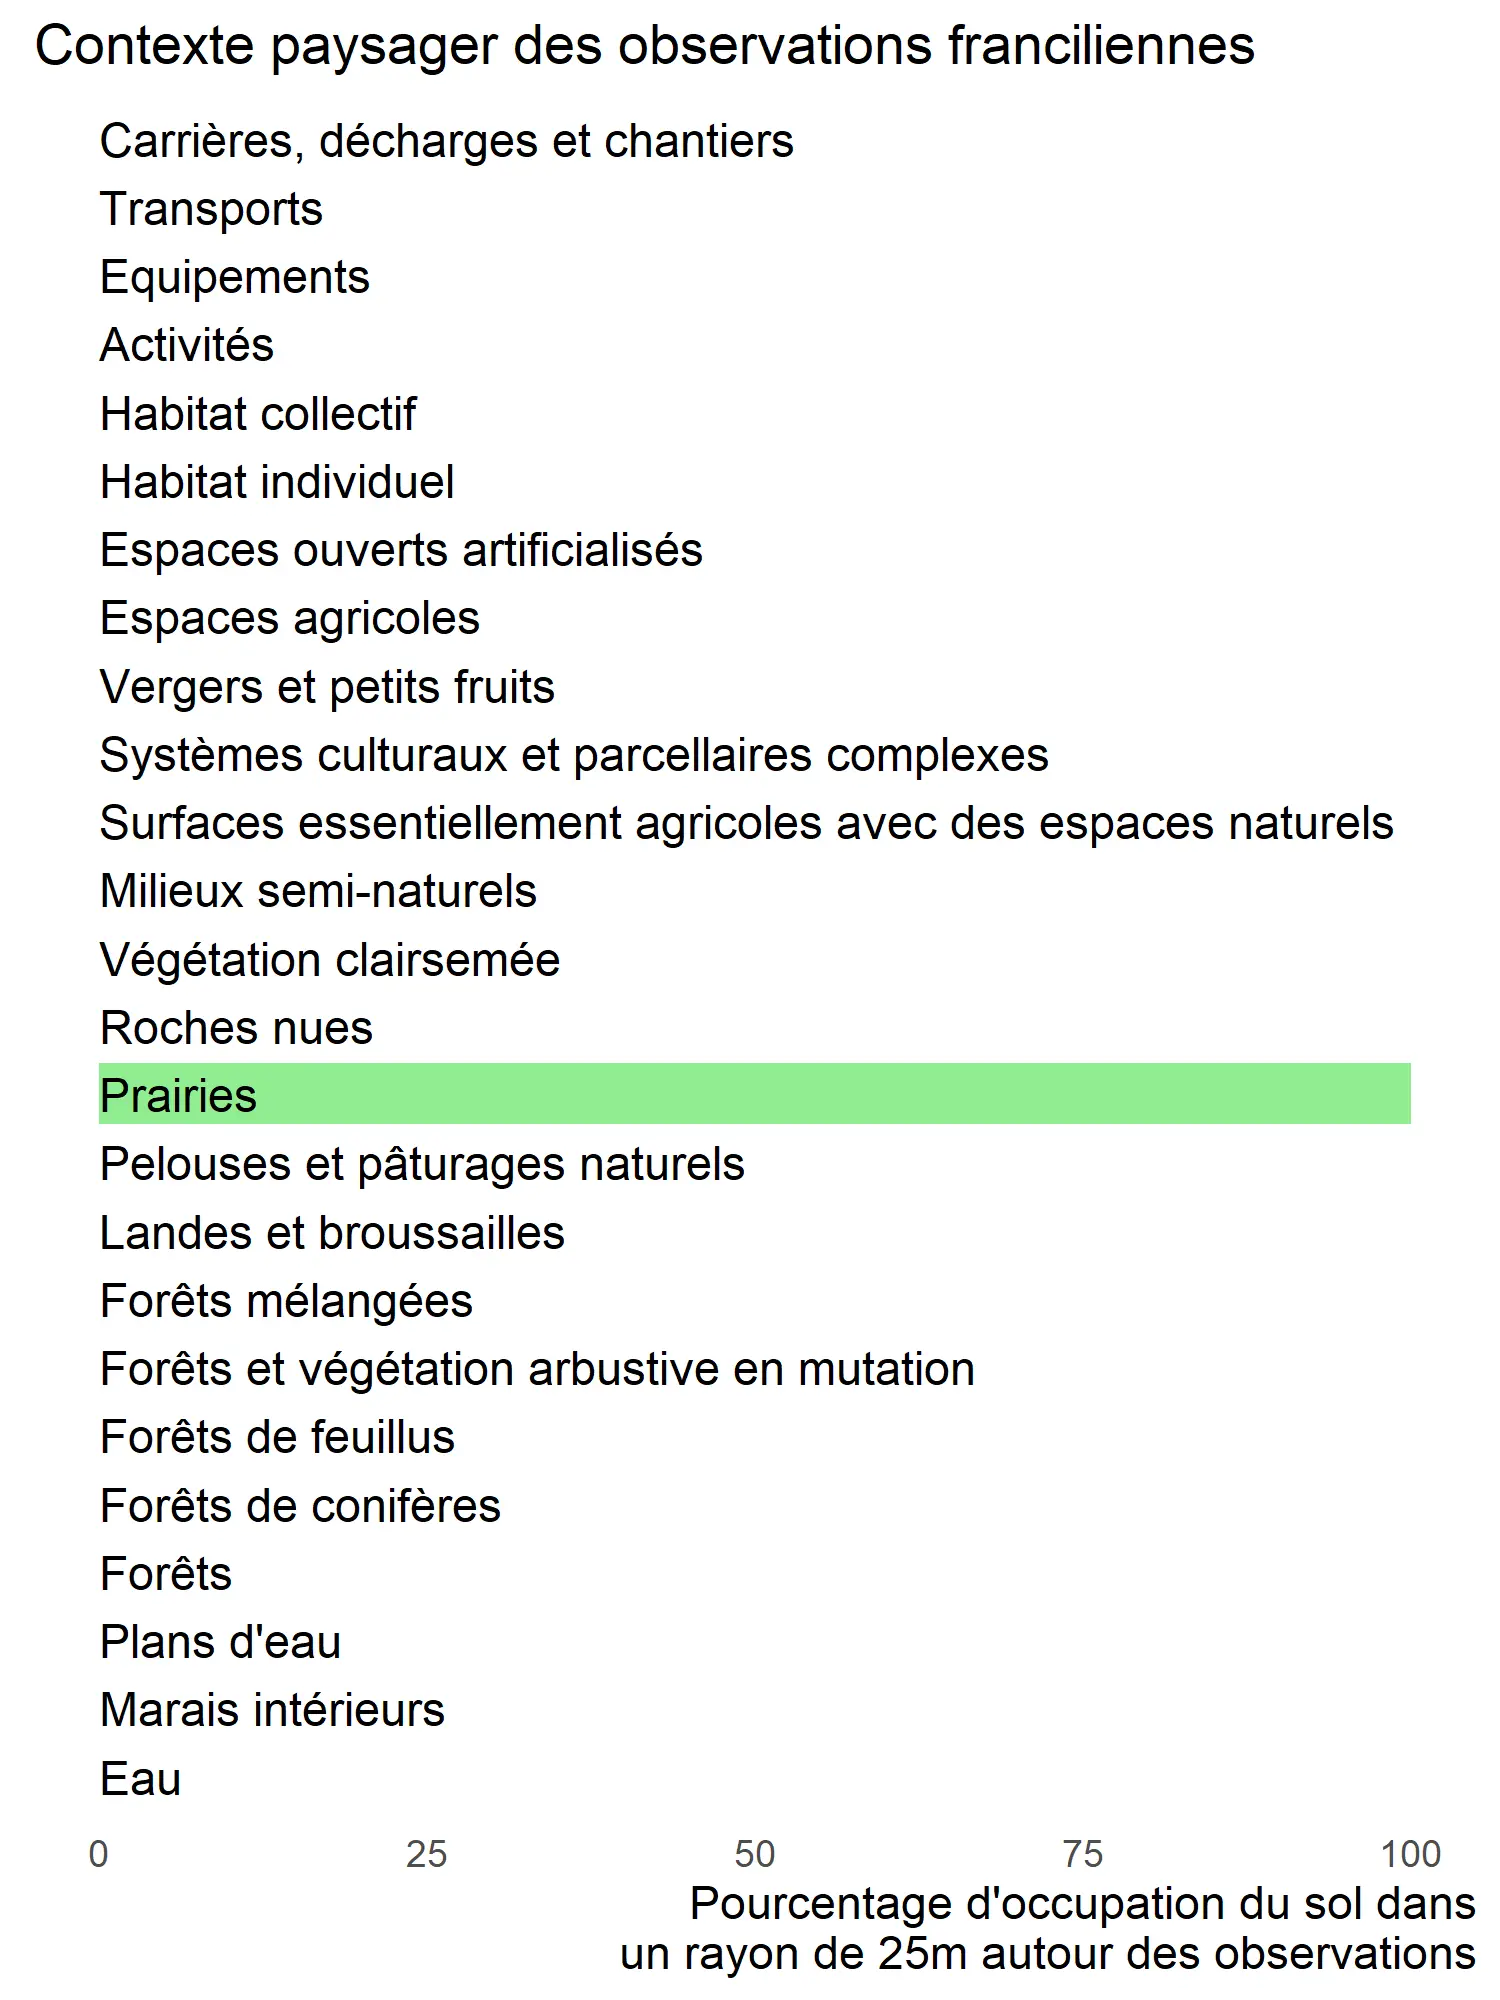 Contexte paysager des observations franciliennes
Carrières, décharges et chantiers
Transports
Equipements
Activités
Habitat collectif
Habitat individuel
Espaces ouverts artificialisés
Espaces agricoles
Vergers et petits fruits
Systèmes culturaux et parcellaires complexes
Surfaces essentiellement agricoles avec des espaces naturels
Milieux semi-naturels
Végétation clairsemée
Roches nues
Prairies
Pelouses et pâturages naturels
Landes et broussailles
Forêts mélangées
Forêts et végétation arbustive en mutation
Forêts de feuillus
Forêts de conifères
Forêts
Plans d'eau
Marais intérieurs
Eau
0 25 50 75 100
Pourcentage d'occupation du sol dans
un rayon de 25m autour des observations